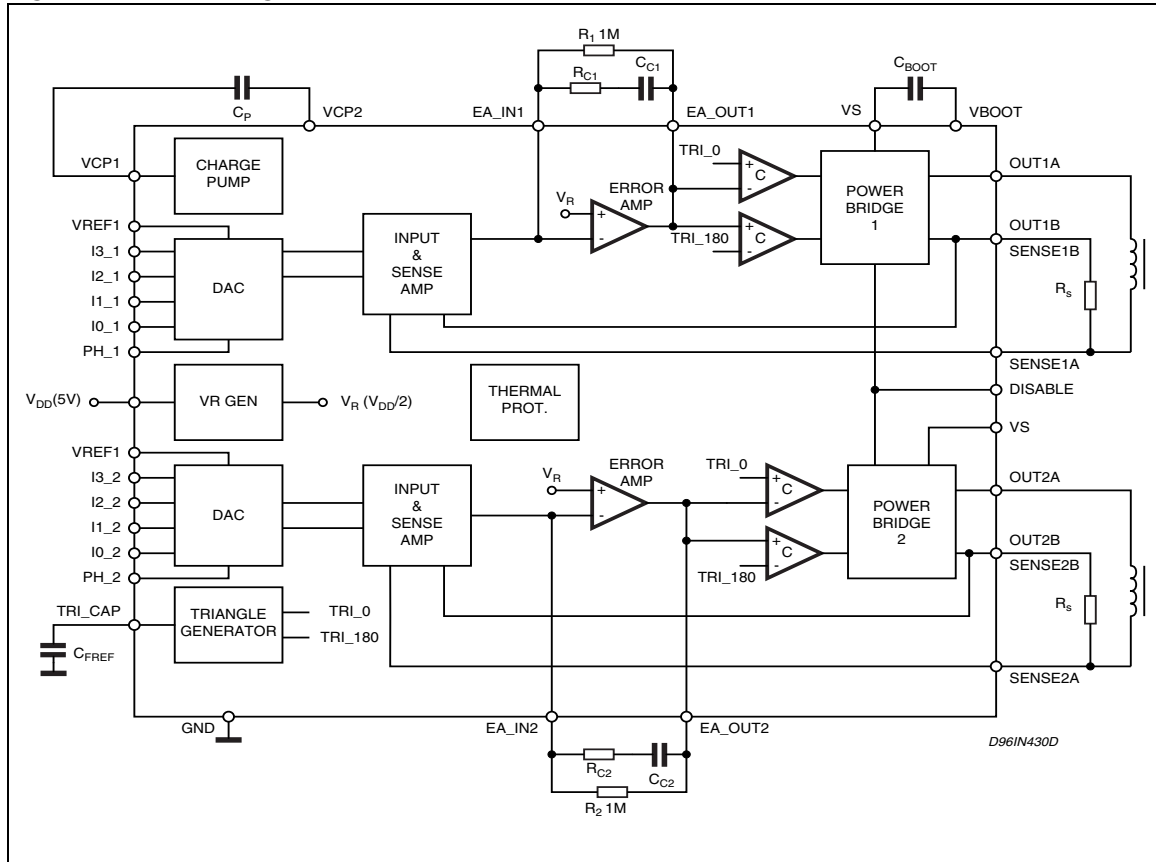 R1 1M
RC1
CC1
CBOOT
CP
VCP2
EA_IN1
EA_OUT1
VS
VBOOT
VCP1
CHARGE
PUMP
TRI_0
+
C
-
POWER
BRIDGE
1
OUT1A
VREF1
I3_1
I2_1
I1_1
I0_1
PH_1
DAC
INPUT
&
SENSE
AMP
VR
+
-
ERROR
AMP
TRI_180
+
C
-
OUT1B
SENSE1B
Rs
SENSE1A
DISABLE
VDD(5V)
VR GEN
VR (VDD/2)
THERMAL
PROT.
VS
VREF1
I3_2
I2_2
I1_2
I0_2
PH_2
DAC
INPUT
&
SENSE
AMP
VR
+
-
ERROR
AMP
TRI_0
+
C
-
TRI_180
+
C
-
POWER
BRIDGE
2
OUT2A
OUT2B
SENSE2B
Rs
SENSE2A
TRI_CAP
TRIANGLE
GENERATOR
TRI_0
TRI_180
CFREF
GND
EA_IN2
EA_OUT2
D96IN430D
RC2
CC2
R2 1M